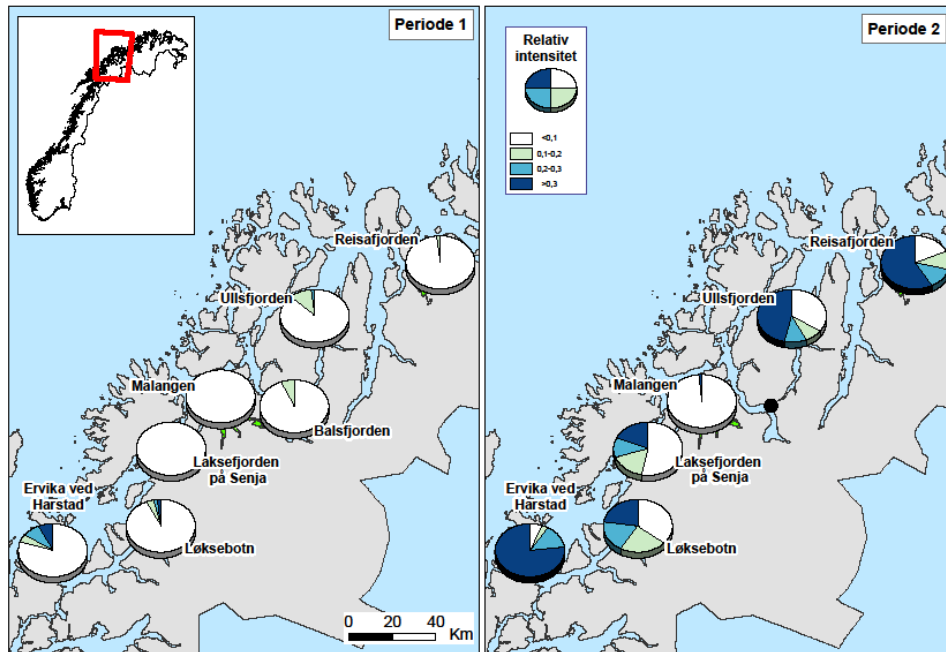 Periode 1
Reisafjorden
Ullsfjorden
Malangen
Balsfjorden
Laksefjorden
på Senja
Ervika ved
Harstad
Løksebotn
0 20 40
Km
Periode 2
Relativ
intensitet
<0,1
0,1-0,2
0,2-0,3
>0,3
Reisafjorden
Ullsfjorden
Malangen
Laksefjorden
på Senja
Ervika ved
Harstad
Løksebotn